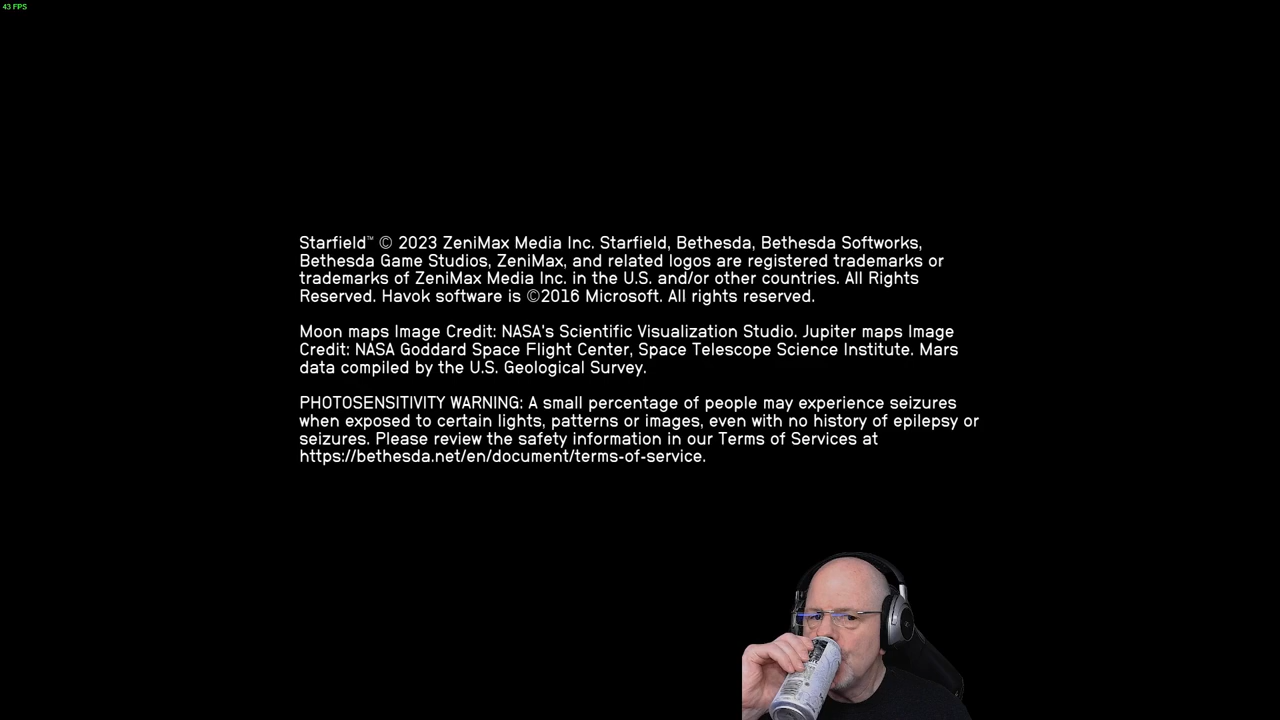 43 FPS
Starfield™ © 2023 ZeniMax Media Inc. Starfield, Bethesda, Bethesda Softworks,
Bethesda Game Studios, ZeniMax, and related logos are registered trademarks or
trademarks of ZeniMax Media Inc. in the U.S. and/or other countries. All Rights
Reserved. Havok software is ©2016 Microsoft. All rights reserved.
Moon maps Image Credit: NASA's Scientific Visualization Studio. Jupiter maps Image
Credit: NASA Goddard Space Flight Center, Space Telescope Science Institute. Mars
data compiled by the U.S. Geological Survey.
PHOTOSENSITIVITY WARNING: A small percentage of people may experience seizures
when exposed to certain lights, patterns or images, even with no history of epilepsy or
seizures. Please review the safety information in our Terms of Services at
https://bethesda.net/en/document/terms-of-service.